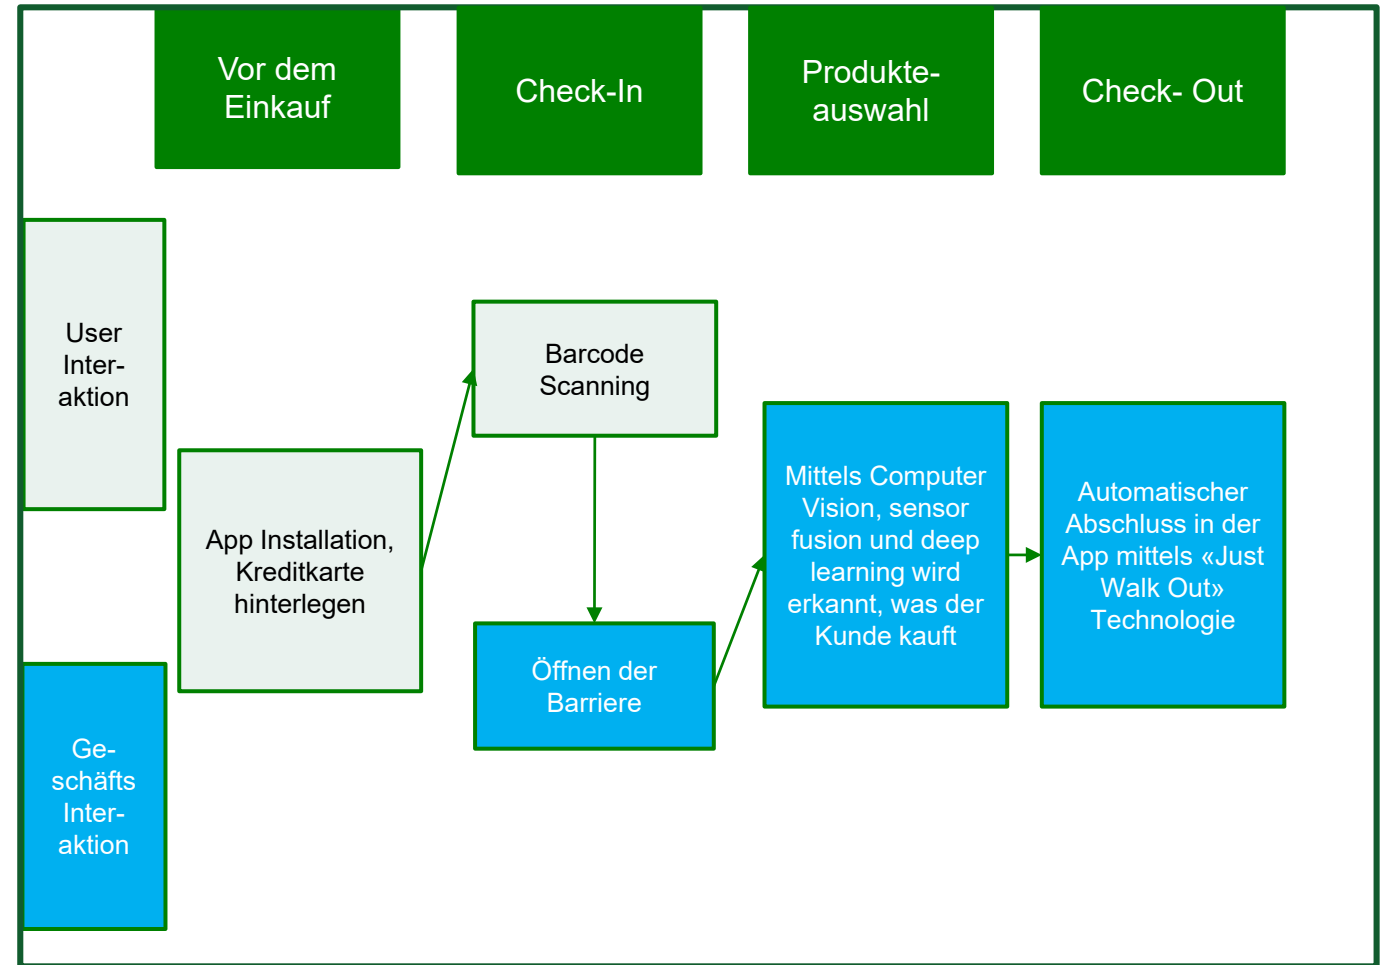 Vor dem
Einkauf
Check-In
Produkte-
auswahl
Check- Out
User
Inter-
aktion
App Installation,
Kreditkarte
hinterlegen
Barcode
Scanning
Öffnen der
Barriere
Mittels Computer
Vision, sensor
fusion und deep
learning wird
erkannt, was der
Kunde kauft
Automatischer
Abschluss in der
App mittels «Just
Walk Out»
Technologie
Ge-
schäfts
Inter-
aktion